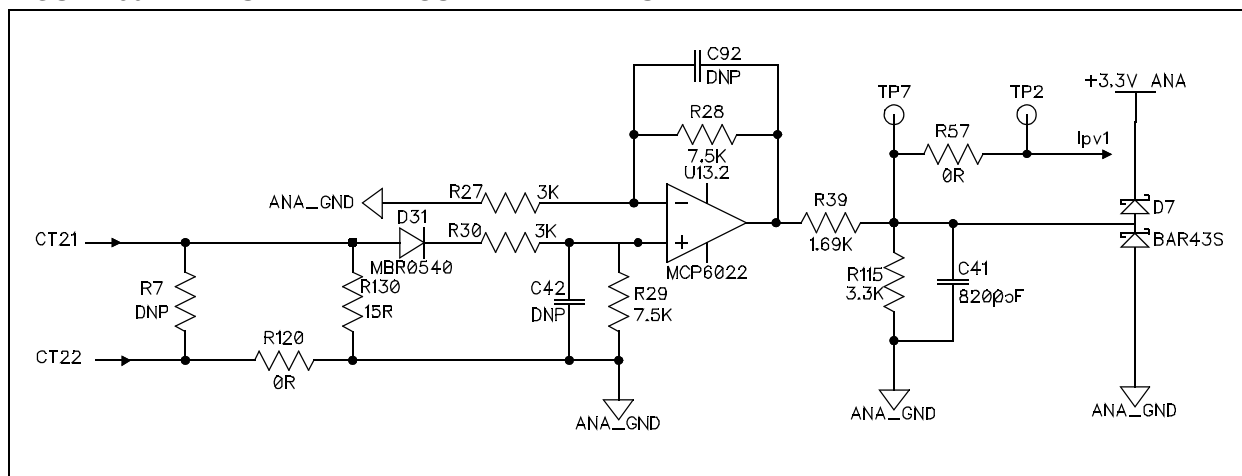 C92
DNP
R28
7.5K
U13.2
MCP6022
ANA_GND
R27
3K
D31
MBR0540
R30
3K
CT21
CT22
R7
DNP
R130
15R
R120
0R
C42
DNP
R29
7.5K
ANA_GND
R39
1.69K
TP7
TP2
R57
0R
Ipv1
+3.3V_ANA
D7
BAR43S
R115
3.3K
C41
8200pF
ANA_GND
ANA_GND